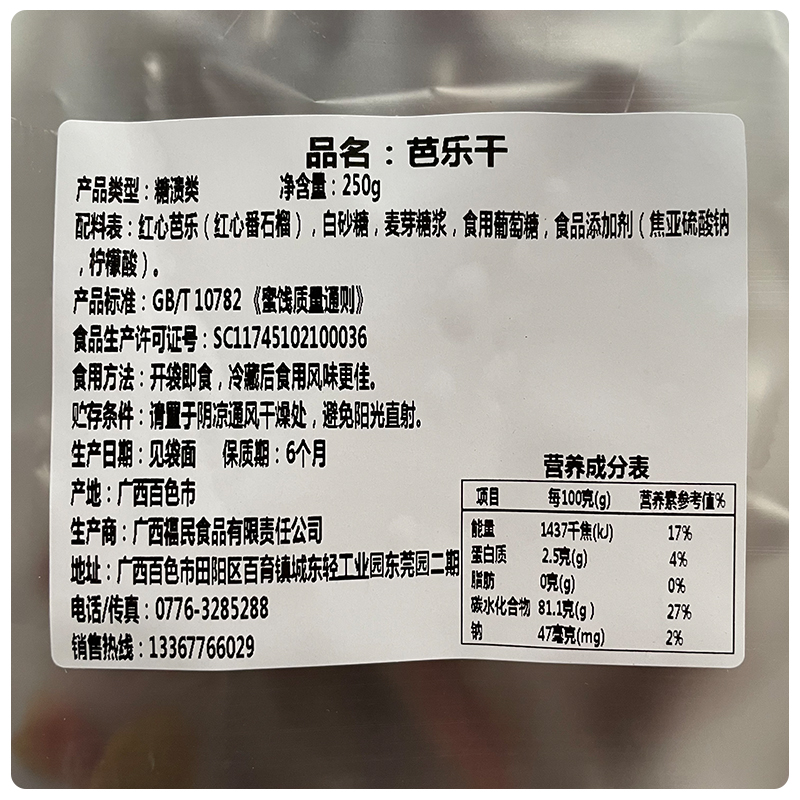 品名：芭乐干
产品类型：糖渍类 净含量：250g
配料表：红心芭乐（红心番石榴），白砂糖，麦芽糖浆，食用葡萄糖，食品添加剂（焦亚硫酸钠
，柠檬酸）。
产品标准：GB/T 10782《蜜饯质量通则》
食品生产许可证号：SC11745102100036
食用方法：开袋即食，冷藏后食用风味更佳。
贮存条件：请置于阴凉通风干燥处，避免阳光直射。
生产日期：见袋面 保质期：6个月
产地：广西百色市
生产商：广西福民食品有限责任公司
地址：广西百色市田阳区百育镇城东轻工业园东莞园二期
电话/传真：0776-3285288
销售热线：13367766029
营养成分表
项目 每100克(g) 营养素参考值%
能量 1437千焦(kJ) 17%
蛋白质 2.5克(g) 4%
脂肪 0克(g) 0%
碳水化合物 81.1克(g) 27%
钠 47毫克(mg) 2%